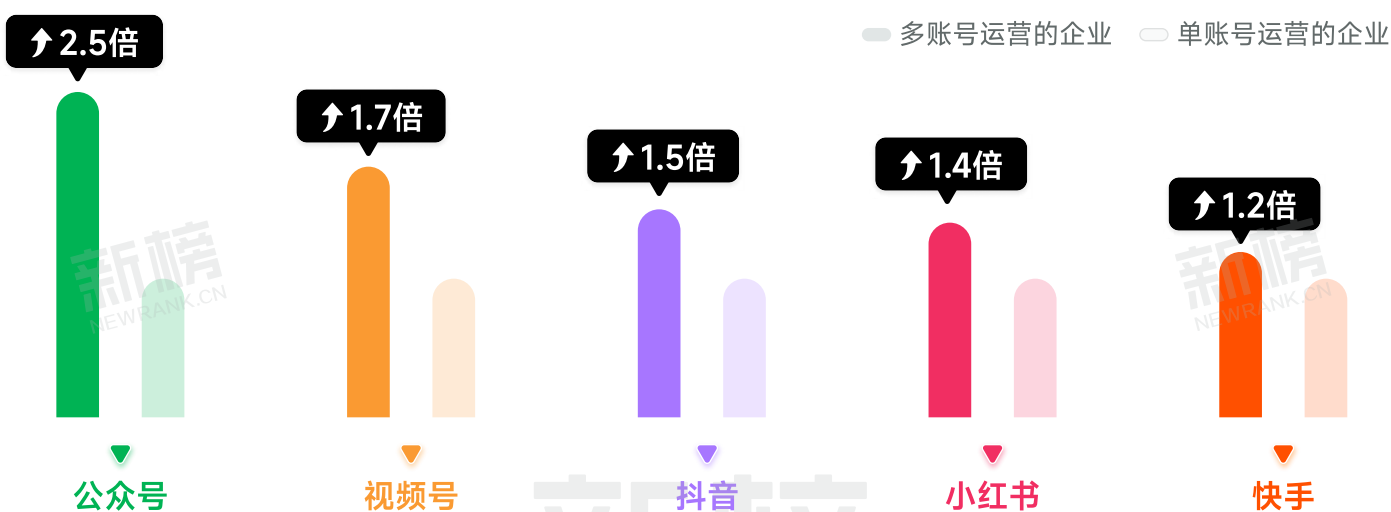 多账号运营的企业 单账号运营的企业
2.5倍
1.7倍
1.5倍
1.4倍
1.2倍
新榜
NEWRANK.CN
新榜
NEWRANK.CN
公众号 视频号 抖音 小红书 快手